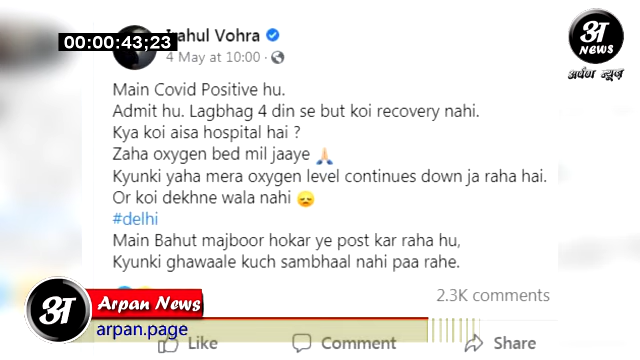 00:00:43;23
Rahul Vohra
4 May at 10:00
Main Covid Positive hu.
Admit hu. Lagbhag 4 din se but koi recovery nahi.
Kya koi aisa hospital hai ?
Zaha oxygen bed mil jaaye 🙏🏻
Kyunki yaha mera oxygen level continues down ja raha hai.
Or koi dekhne wala nahi 😞
#delhi
Main Bahut majboor hokar ye post kar raha hu,
Kyunki ghawaale kuch sambhaal nahi paa rahe.
2.3K comments
Like Comment Share
अ
NEWS
अर्पण न्यूज़
अ
Arpan News
arpan.page